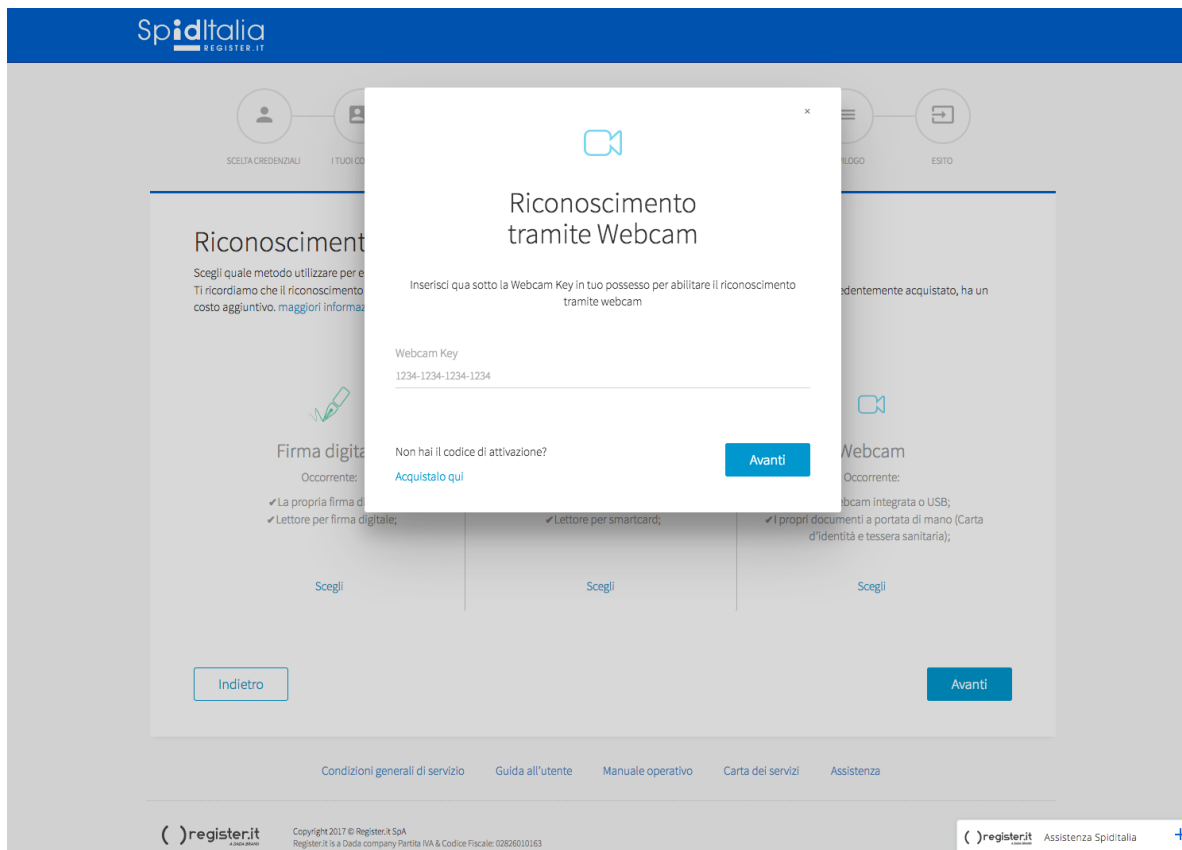 SpidItalia
REGISTER.IT
SCELTA CREDENZIALI
I TUOI CO
ILOGO
ESITO
×
Riconoscimento
tramite Webcam
Inserisci qua sotto la Webcam Key in tuo possesso per abilitare il riconoscimento
tramite webcam
Webcam Key
1234-1234-1234-1234
Non hai il codice di attivazione?
Acquistalo qui
Avanti
Riconosciment
Scegli quale metodo utilizzare per e
Ti ricordiamo che il riconoscimento
edentemente acquistato, ha un
costo aggiuntivo. maggiori informaz
Firma digita
Occorrente:
✔La propria firma d
✔Lettore per firma digitale;
Scegli
✔Lettore per smartcard;
Scegli
Webcam
Occorrente:
bcam integrata o USB;
✔I propri documenti a portata di mano (Carta
d'identità e tessera sanitaria);
Scegli
Indietro
Avanti
Condizioni generali di servizio
Guida all'utente
Manuale operativo
Carta dei servizi
Assistenza
( )register.it
A DADA BRAND
Copyright 2017 © Register.it SpA
Register.it is a Dada company Partita IVA & Codice Fiscale: 02826010163
( )register.it
A DADA BRAND
Assistenza Spiditalia
+